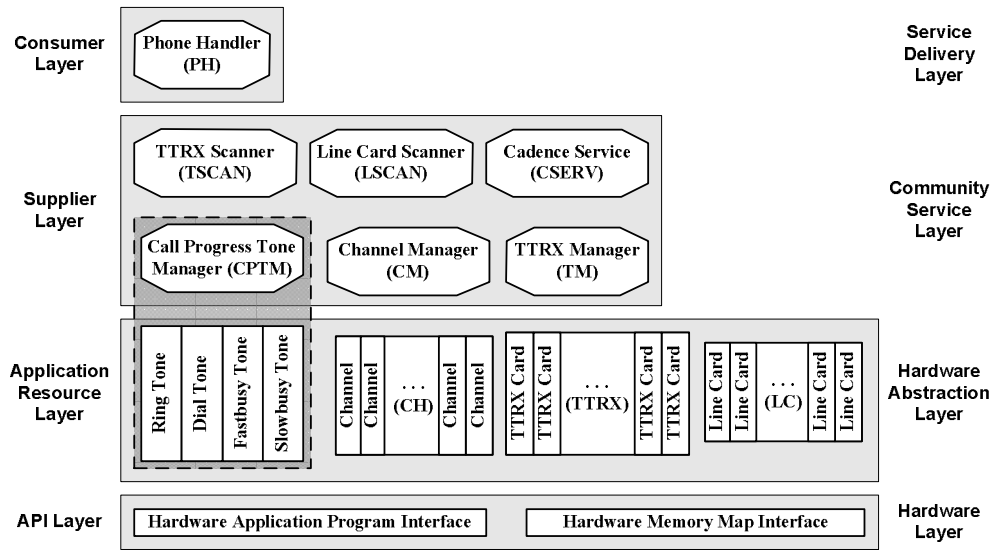 Consumer
Layer
Phone Handler
(PH)
Service
Delivery
Layer
Supplier
Layer
TTRX Scanner
(TSCAN)
Line Card Scanner
(LSCAN)
Cadence Service
(CSERV)
Call Progress Tone
Manager (CPTM)
Channel Manager
(CM)
TTRX Manager
(TM)
Community
Service
Layer
Application
Resource
Layer
Ring Tone
Dial Tone
Fastbusy Tone
Slowbusy Tone
Channel
Channel
...
(CH)
Channel
Channel
TTRX Card
TTRX Card
...
(TTRX)
TTRX Card
TTRX Card
Line Card
Line Card
...
(LC)
Line Card
Line Card
Hardware
Abstraction
Layer
API Layer
Hardware Application Program Interface
Hardware Memory Map Interface
Hardware
Layer